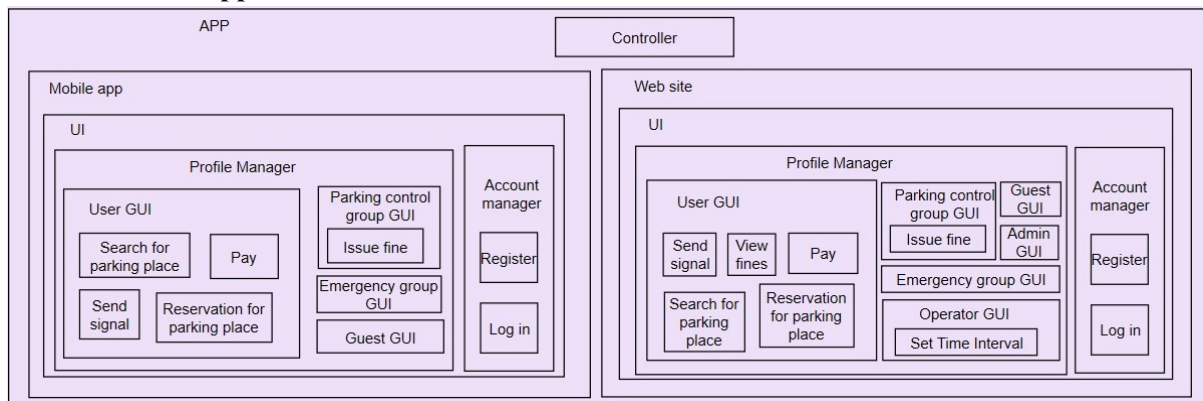 APP
Controller
Mobile app
UI
Profile Manager
User GUI
Search for
parking place
Pay
Send
signal
Reservation for
parking place
Parking control
group GUI
Issue fine
Emergency group
GUI
Guest GUI
Account
manager
Register
Log in
Web site
UI
Profile Manager
User GUI
Send
signal
View
fines
Pay
Search for
parking
place
Reservation
for parking
place
Parking control
group GUI
Issue fine
Guest
GUI
Admin
GUI
Emergency group GUI
Operator GUI
Set Time Interval
Account
manager
Register
Log in